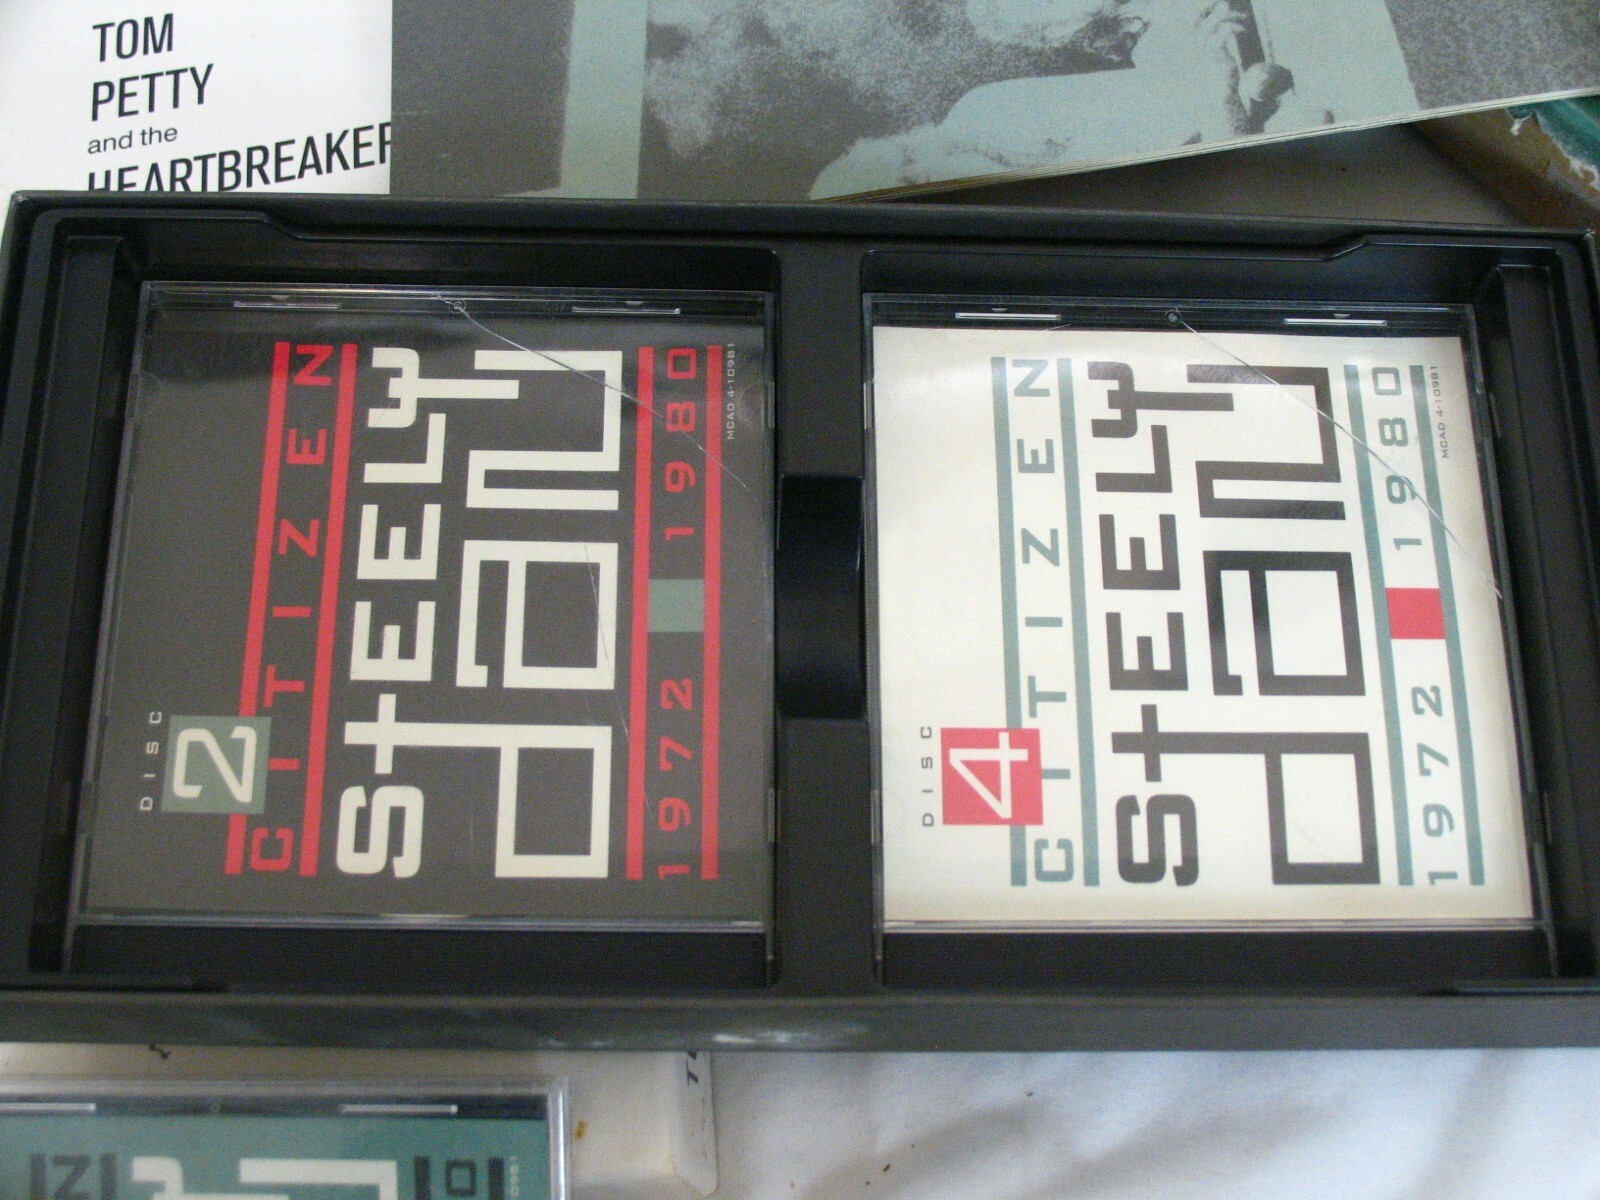 TOM
PETTY
and the
HEARTBREAKER
DISC
2
CITIZEN
STEELY
dan
1972 1980
MCAD 4-10981
DISC
4
CITIZEN
STEELY
dan
1972 1980
MCAD 4-10981